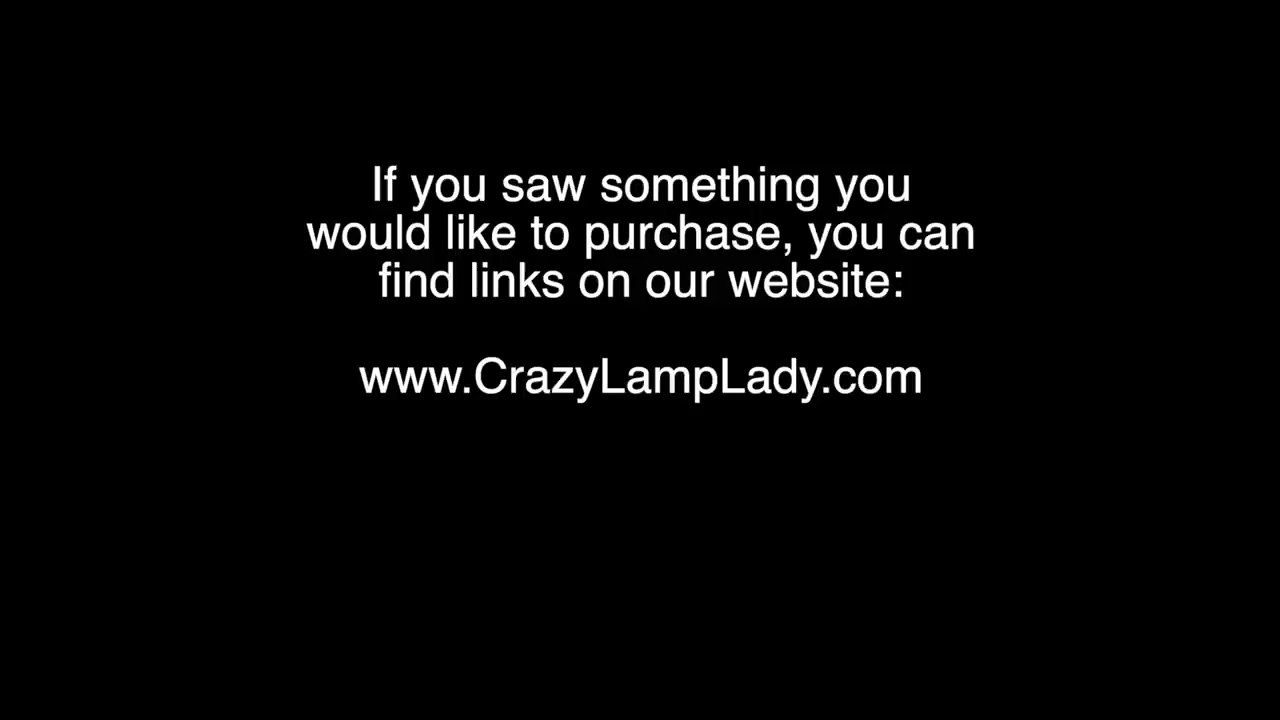 If you saw something you
would like to purchase, you can
find links on our website:
www.CrazyLampLady.com